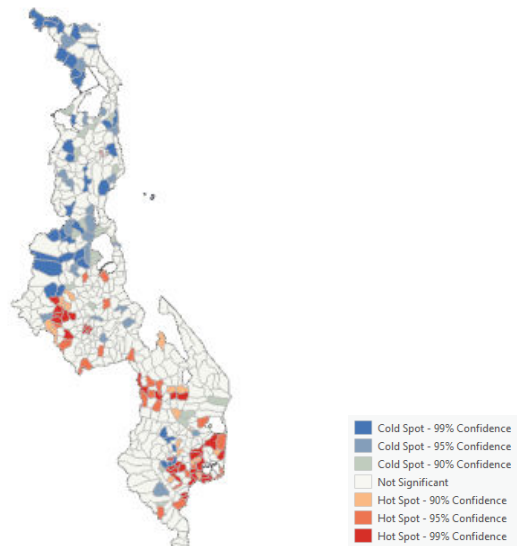 Cold Spot - 99% Confidence
Cold Spot - 95% Confidence
Cold Spot - 90% Confidence
Not Significant
Hot Spot - 90% Confidence
Hot Spot - 95% Confidence
Hot Spot - 99% Confidence